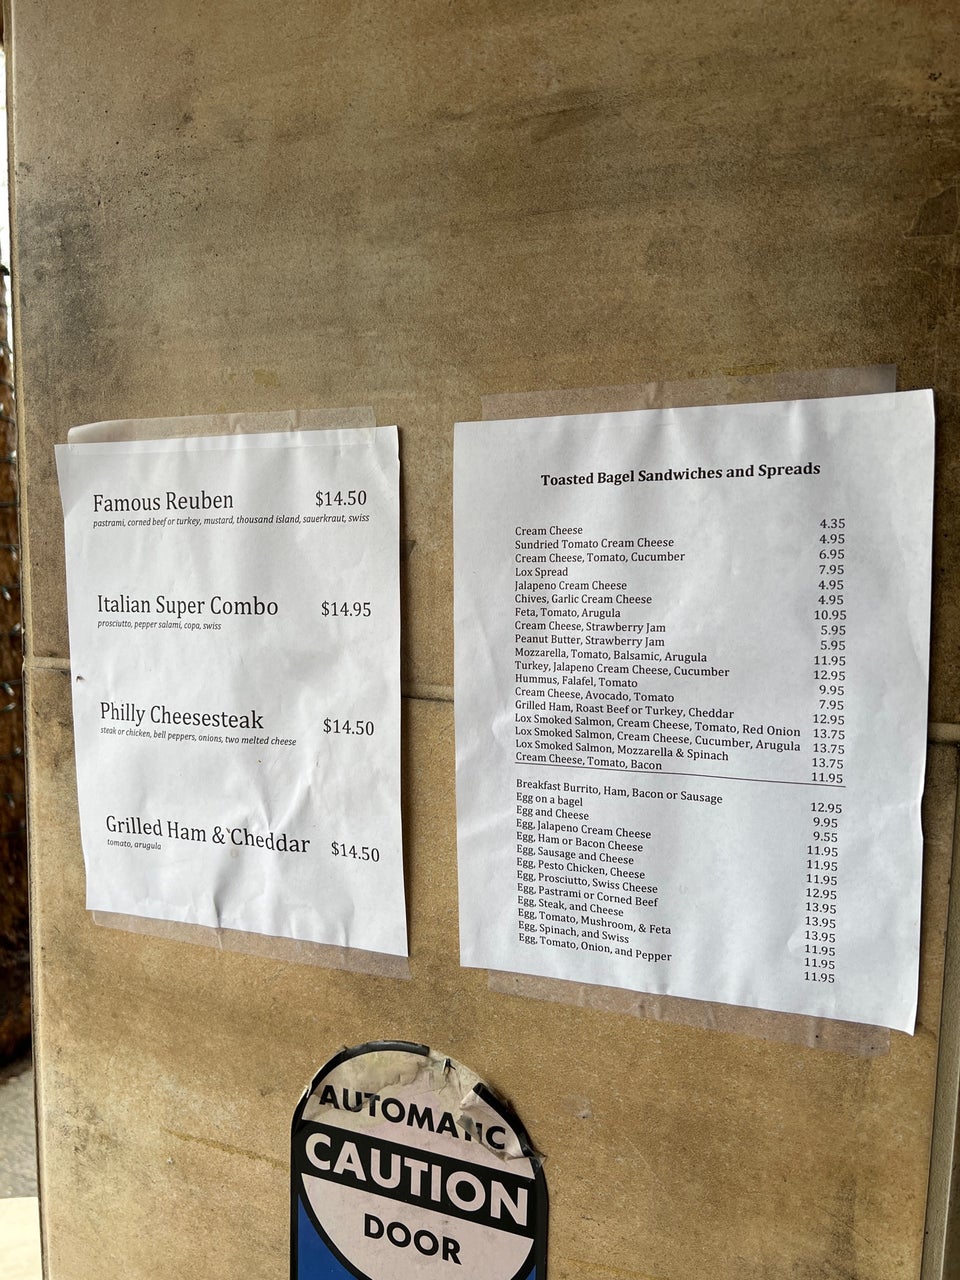 Famous Reuben $14.50
pastrami, corned beef or turkey, mustard, thousand island, sauerkraut, swiss
Italian Super Combo $14.95
prosciutto, pepper salami, copa, swiss
Philly Cheesesteak $14.50
steak or chicken, bell peppers, onions, two melted cheese
Grilled Ham & Cheddar $14.50
tomato, arugula
Toasted Bagel Sandwiches and Spreads
Cream Cheese 4.35
Sundried Tomato Cream Cheese 4.95
Cream Cheese, Tomato, Cucumber 6.95
Lox Spread 7.95
Jalapeno Cream Cheese 4.95
Chives, Garlic Cream Cheese 4.95
Feta, Tomato, Arugula 10.95
Cream Cheese, Strawberry Jam 5.95
Peanut Butter, Strawberry Jam 5.95
Mozzarella, Tomato, Balsamic, Arugula 11.95
Turkey, Jalapeno Cream Cheese, Cucumber 12.95
Hummus, Falafel, Tomato 9.95
Cream Cheese, Avocado, Tomato 7.95
Grilled Ham, Roast Beef or Turkey, Cheddar 12.95
Lox Smoked Salmon, Cream Cheese, Tomato, Red Onion 13.75
Lox Smoked Salmon, Cream Cheese, Cucumber, Arugula 13.75
Lox Smoked Salmon, Mozzarella & Spinach 13.75
Cream Cheese, Tomato, Bacon 11.95
Breakfast Burrito, Ham, Bacon or Sausage 12.95
Egg on a bagel 9.95
Egg and Cheese 9.55
Egg, Jalapeno Cream Cheese 11.95
Egg, Ham or Bacon Cheese 11.95
Egg, Sausage and Cheese 11.95
Egg, Pesto Chicken, Cheese 12.95
Egg, Prosciutto, Swiss Cheese 13.95
Egg, Pastrami or Corned Beef 13.95
Egg, Steak, and Cheese 13.95
Egg, Tomato, Mushroom, & Feta 11.95
Egg, Spinach, and Swiss 11.95
Egg, Tomato, Onion, and Pepper 11.95
AUTOMATIC
CAUTION
DOOR